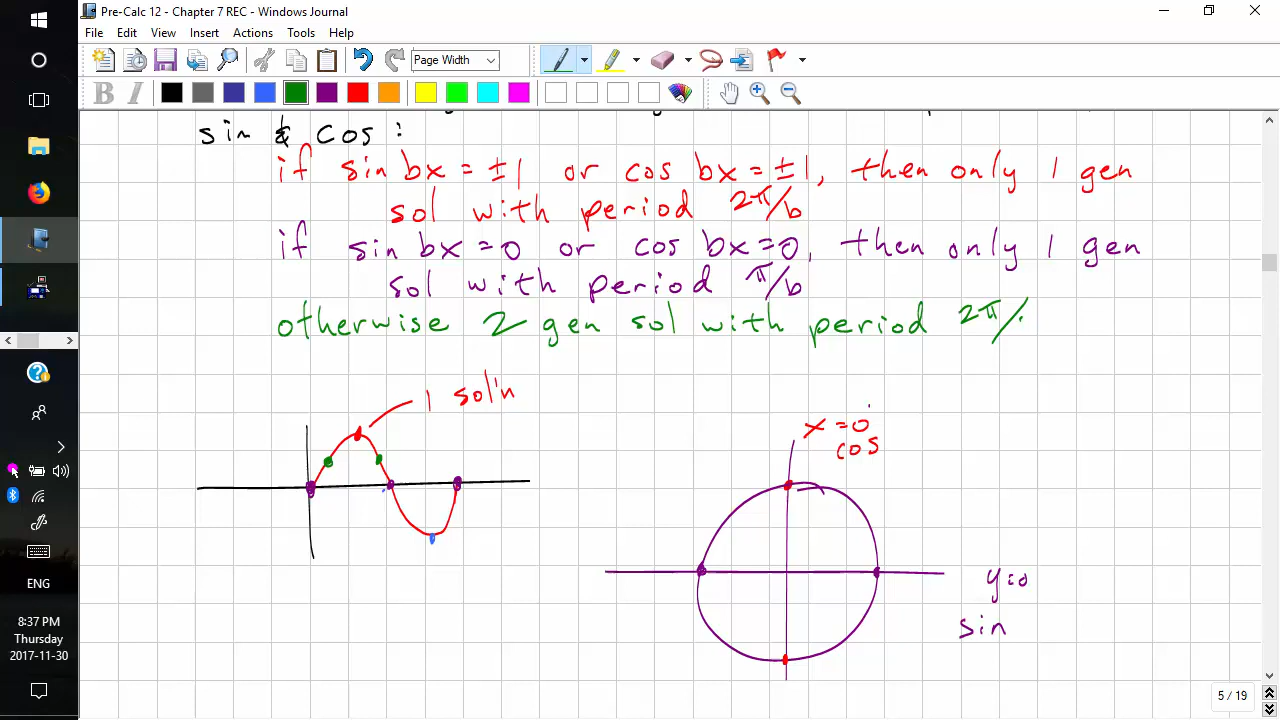 Pre-Calc 12 - Chapter 7 REC - Windows Journal
File Edit View Insert Actions Tools Help
Page Width
B I
sin & cos :
if sin bx = ±1 or cos bx = ±1, then only 1 gen
sol with period 2π/b
if sin bx = 0 or cos bx = 0, then only 1 gen
sol with period π/b
otherwise 2 gen sol with period 2π/
1 sol'n
x = 0
cos
y = 0
sin
ENG
8:37 PM
Thursday
2017-11-30
5 / 19